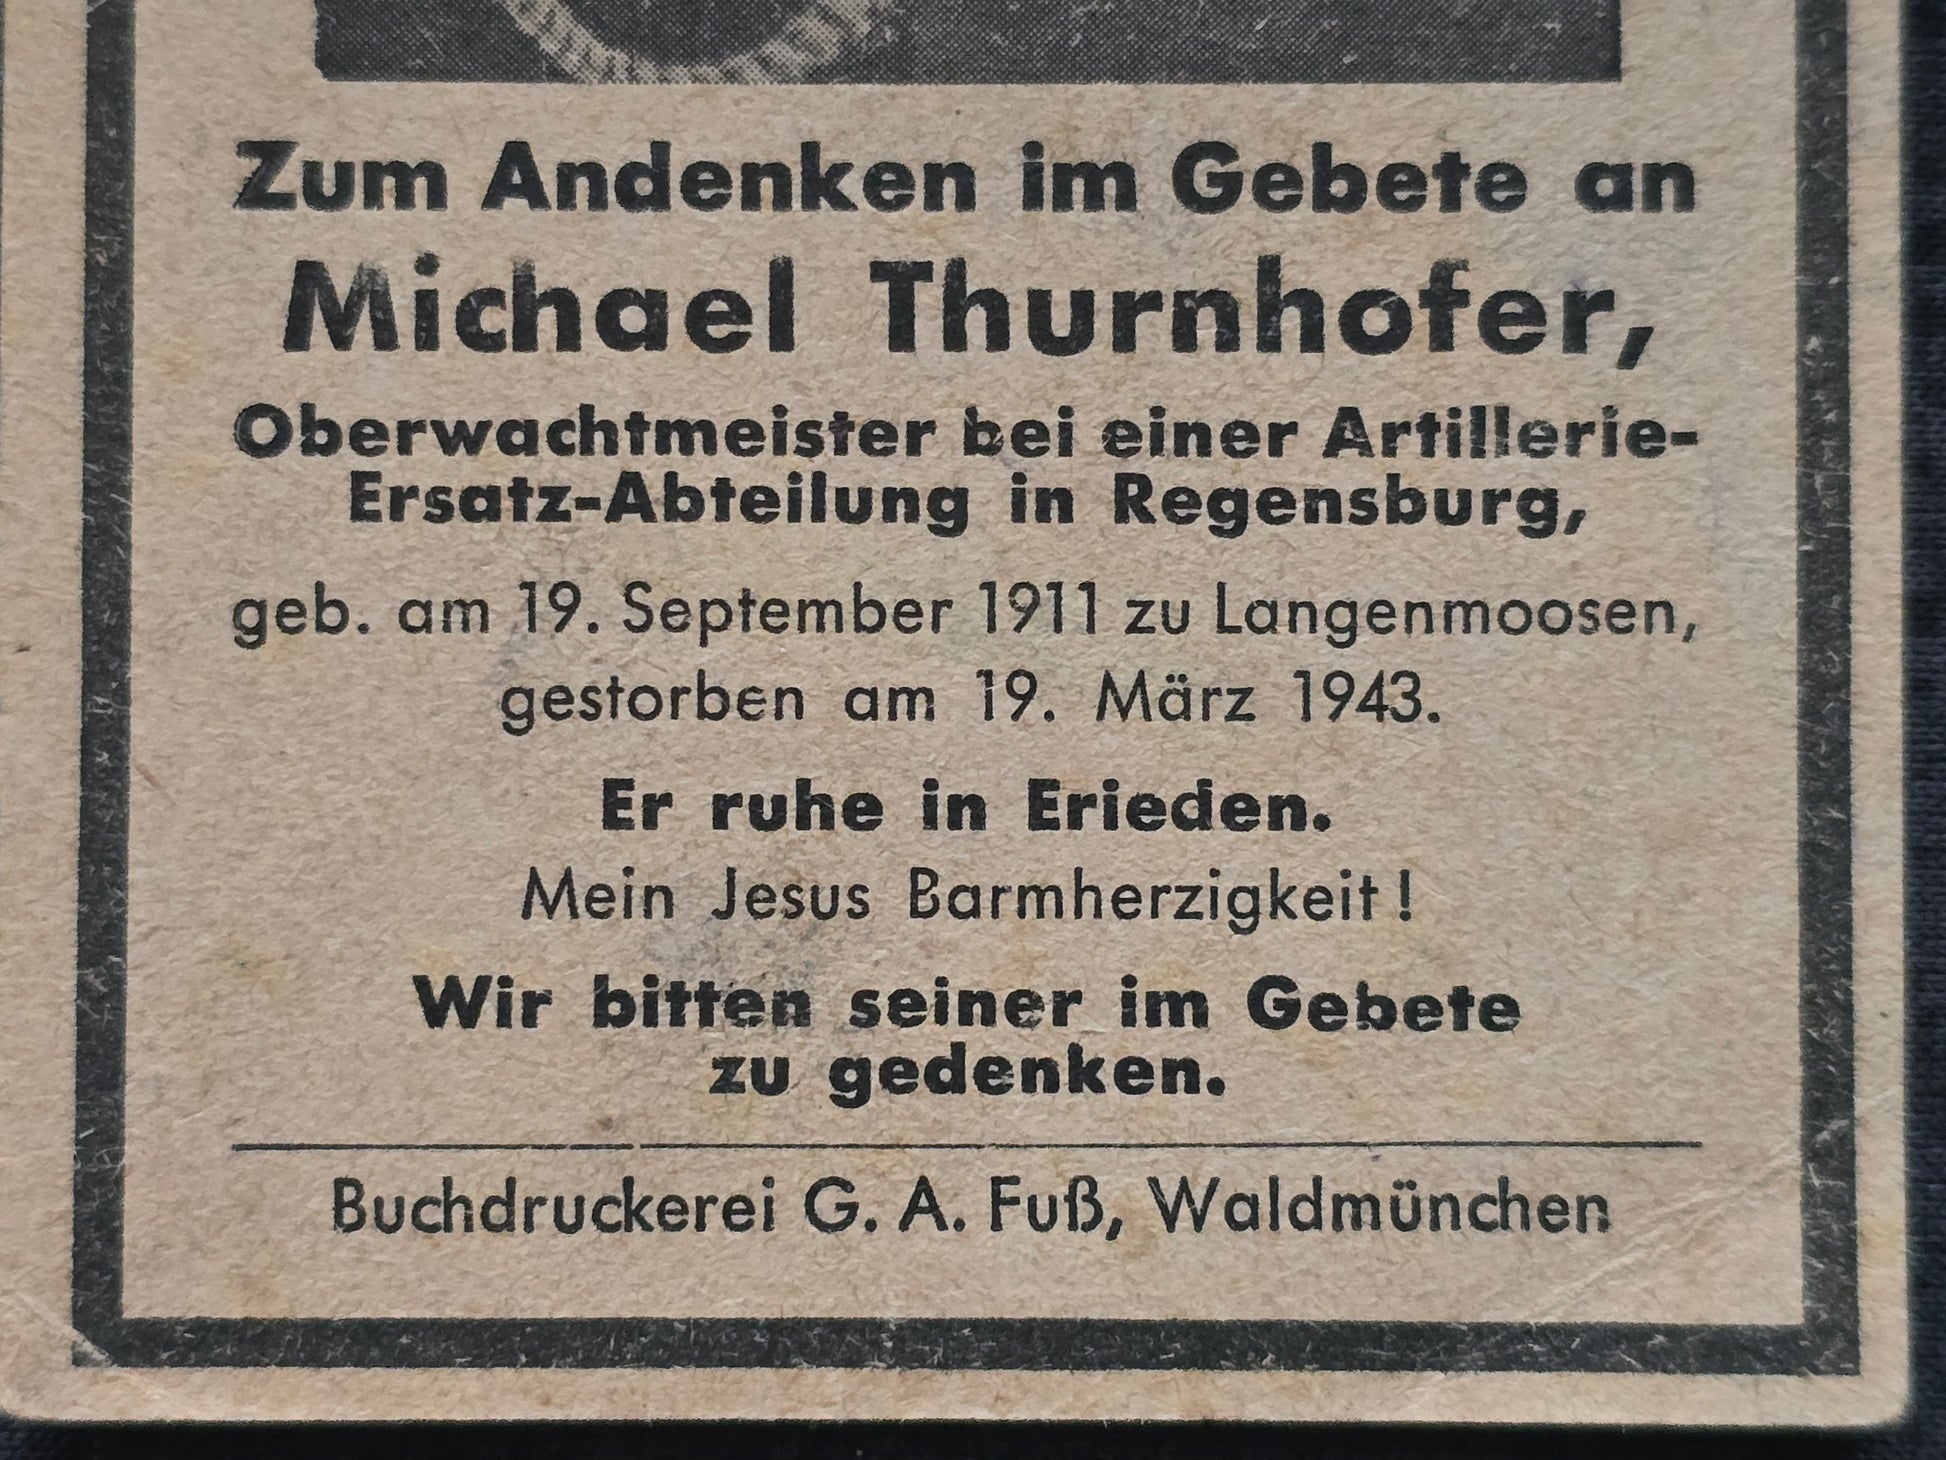 Zum Andenken im Gebete an
Michael Thurnhofer,
Oberwachtmeister bei einer Artillerie-
Ersatz-Abteilung in Regensburg,
geb. am 19. September 1911 zu Langenmoosen,
gestorben am 19. März 1943.
Er ruhe in Erieden.
Mein Jesus Barmherzigkeit!
Wir bitten seiner im Gebete
zu gedenken.
Buchdruckerei G. A. Fuß, Waldmünchen